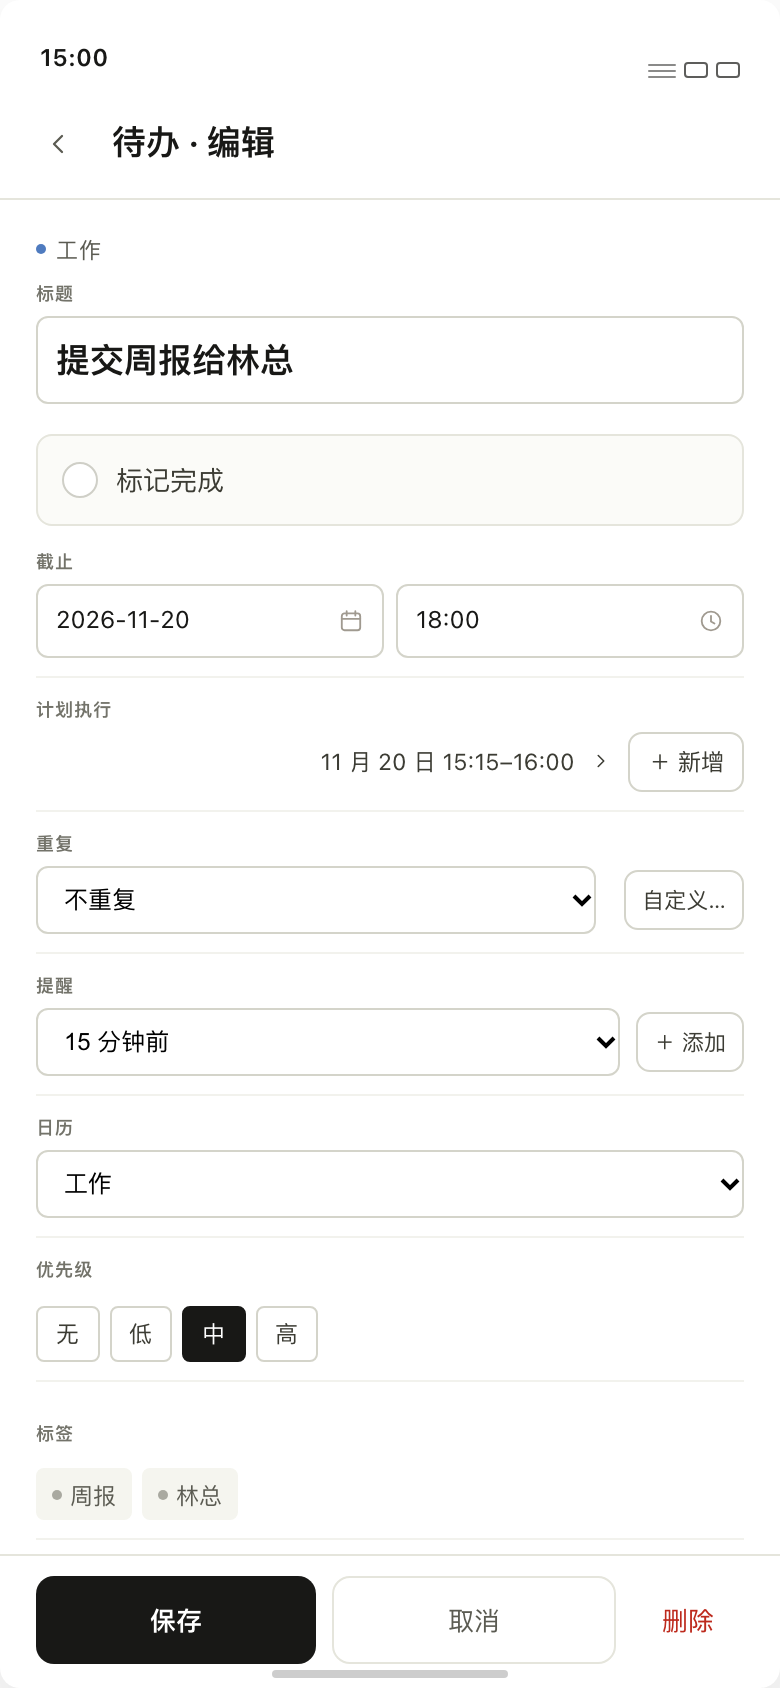 15:00
待办 · 编辑
工作
标题
提交周报给林总
标记完成
截止
2026-11-20
18:00
计划执行
11 月 20 日 15:15–16:00
+ 新增
重复
不重复
自定义...
提醒
15 分钟前
+ 添加
日历
工作
优先级
无 低 中 高
标签
周报 林总
保存 取消 删除